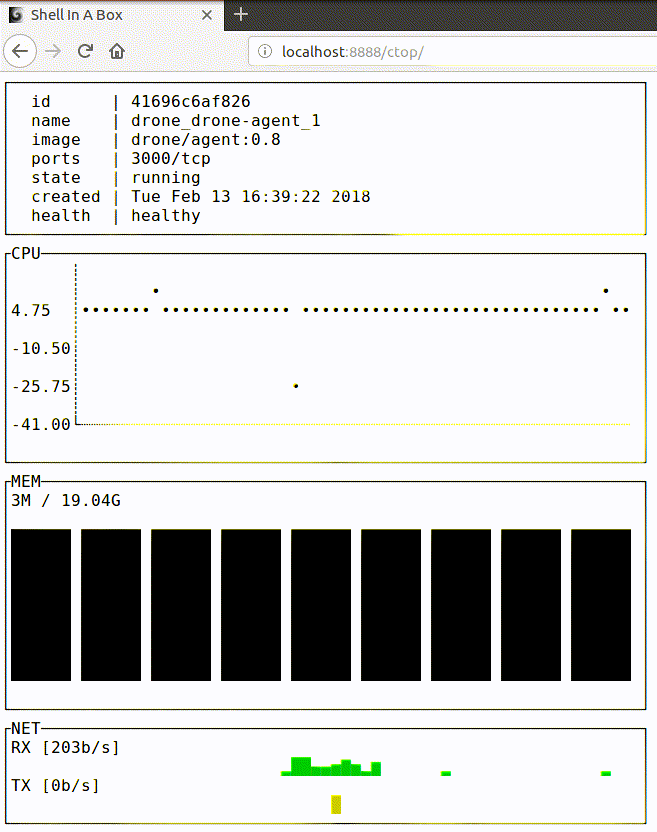 Shell In A Box
localhost:8888/ctop/
id | 41696c6af826
name | drone_drone-agent_1
image | drone/agent:0.8
ports | 3000/tcp
state | running
created | Tue Feb 13 16:39:22 2018
health | healthy
CPU
4.75
-10.50
-25.75
-41.00
MEM
3M / 19.04G
NET
RX [203b/s]
TX [0b/s]